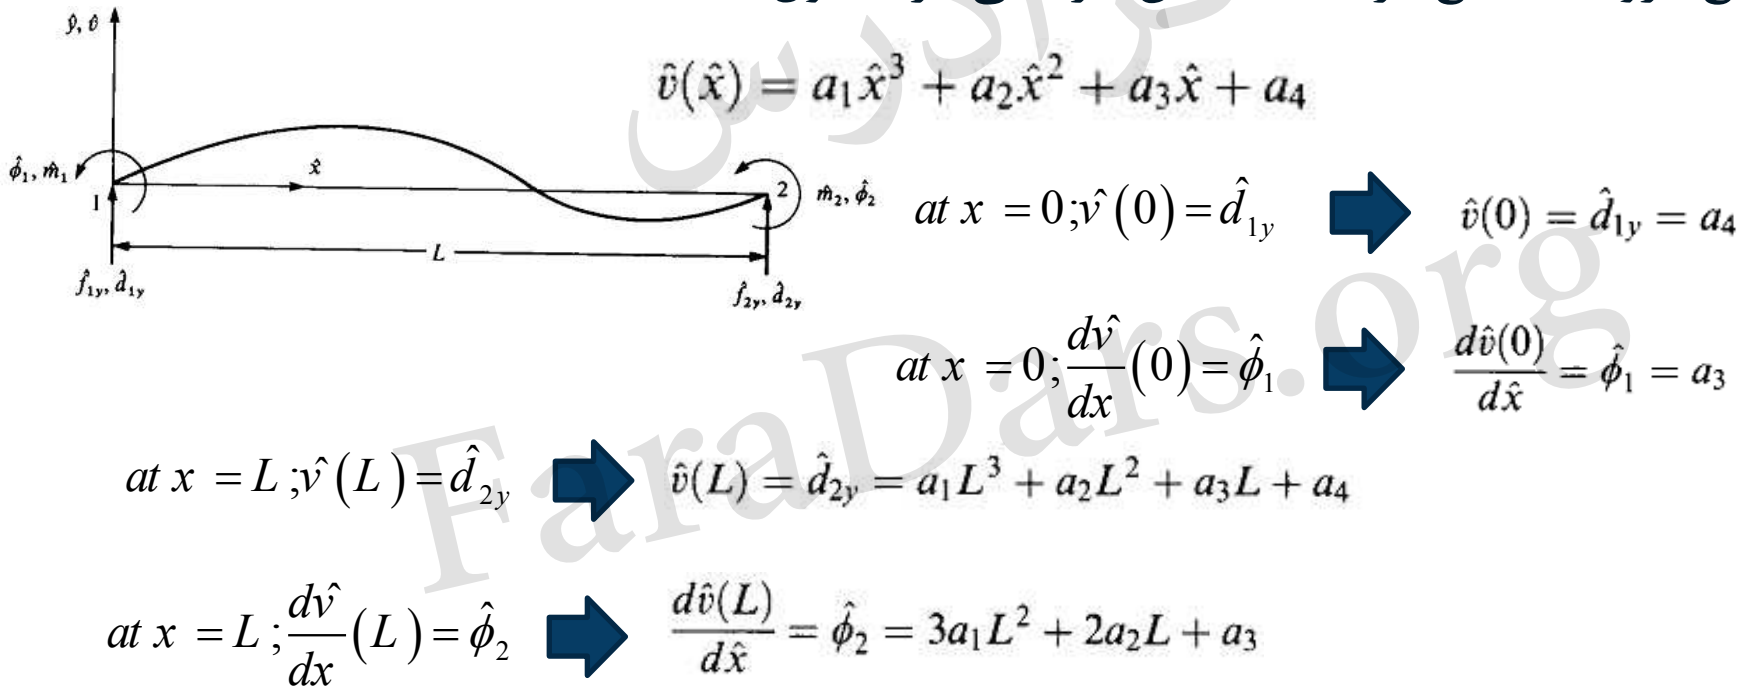 ŷ, v̂
v̂(x̂) = a₁x̂³ + a₂x̂² + a₃x̂ + a₄
ϕ̂₁, m̂₁
x̂
1
2
m̂₂, ϕ̂₂
L
f̂₁y, d̂₁y
f̂₂y, d̂₂y
at x = 0; v̂(0) = d̂₁y
v̂(0) = d̂₁y = a₄
at x = 0; dv̂/dx (0) = ϕ̂₁
dv̂(0)/dx̂ = ϕ̂₁ = a₃
at x = L; v̂(L) = d̂₂y
v̂(L) = d̂₂y = a₁L³ + a₂L² + a₃L + a₄
at x = L; dv̂/dx (L) = ϕ̂₂
dv̂(L)/dx̂ = ϕ̂₂ = 3a₁L² + 2a₂L + a₃
FaraDars.org